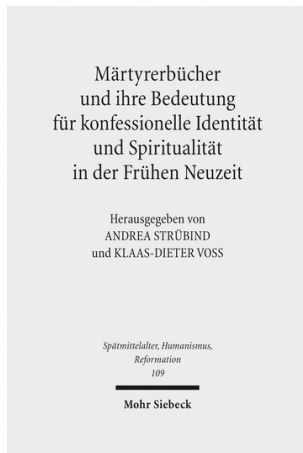 Märtyrerbücher
und ihre Bedeutung
für konfessionelle Identität
und Spiritualität
in der Frühen Neuzeit
Herausgegeben von
ANDREA STRÜBIND
und KLAAS-DIETER VOSS
Spätmittelalter, Humanismus,
Reformation
109
Mohr Siebeck